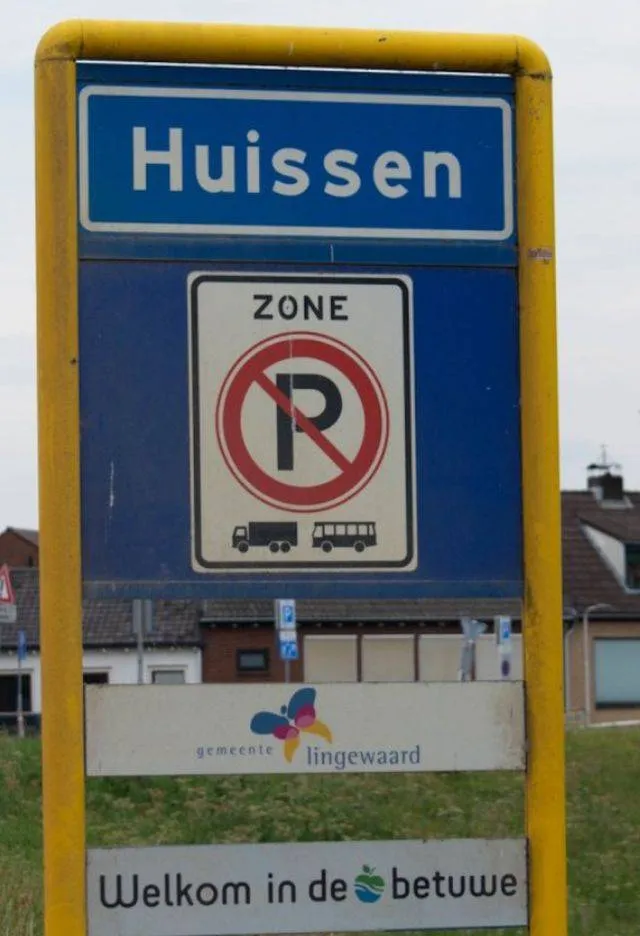 Huissen
ZONE
P
gemeente lingewaard
Welkom in de betuwe